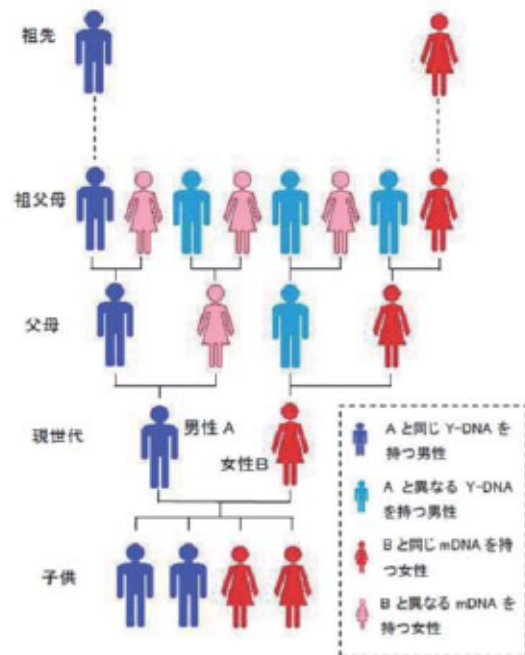 祖先
祖父母
父母
現世代
男性 A
女性B
子供
A と同じ Y-DNA を
持つ男性
A と異なる Y-DNA
を持つ男性
B と同じ mDNA を持
つ女性
B と異なる mDNA を
持つ女性